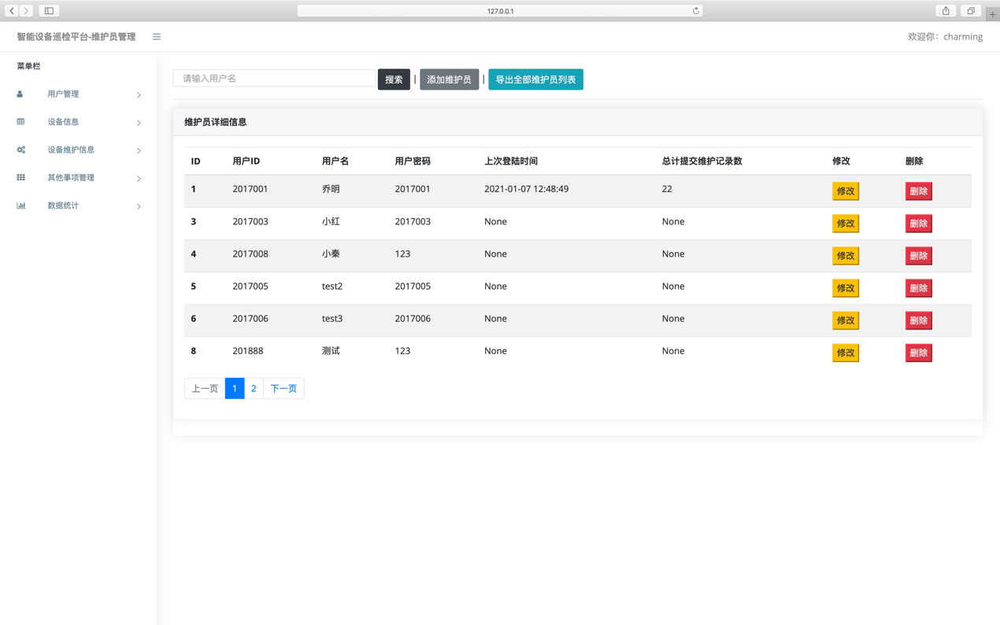 127.0.0.1
智能设备巡检平台-维护员管理
欢迎你：charming
菜单栏
用户管理
设备信息
设备维护信息
其他事项管理
数据统计
请输入用户名 搜索 | 添加维护员 | 导出全部维护员列表
维护员详细信息
ID 用户ID 用户名 用户密码 上次登陆时间 总计提交维护记录数 修改 删除
1 2017001 乔明 2017001 2021-01-07 12:48:49 22 修改 删除
3 2017003 小红 2017003 None None 修改 删除
4 2017008 小秦 123 None None 修改 删除
5 2017005 test2 2017005 None None 修改 删除
6 2017006 test3 2017006 None None 修改 删除
8 201888 测试 123 None None 修改 删除
上一页 1 2 下一页